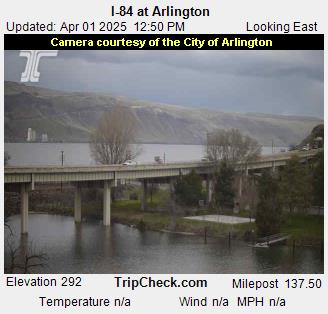 I-84 at Arlington
Updated: Apr 01 2025 12:50 PM Looking East
Camera courtesy of the City of Arlington
Elevation 292 TripCheck.com Milepost 137.50
Temperature n/a Wind n/a MPH n/a